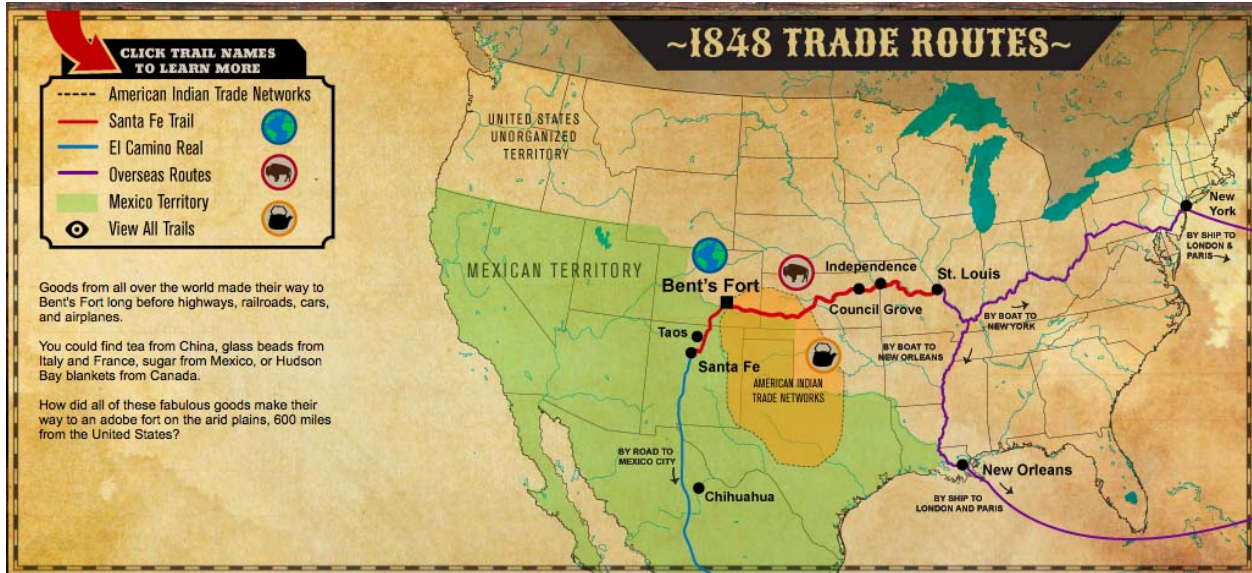 ~1848 TRADE ROUTES~
CLICK TRAIL NAMES
TO LEARN MORE
American Indian Trade Networks
Santa Fe Trail
El Camino Real
Overseas Routes
Mexico Territory
View All Trails
Goods from all over the world made their way to
Bent's Fort long before highways, railroads, cars,
and airplanes.
You could find tea from China, glass beads from
Italy and France, sugar from Mexico, or Hudson
Bay blankets from Canada.
How did all of these fabulous goods make their
way to an adobe fort on the arid plains, 600 miles
from the United States?
UNITED STATES
UNORGANIZED
TERRITORY
MEXICAN TERRITORY
Bent's Fort
Taos
Santa Fe
Independence
Council Grove
St. Louis
New
York
BY SHIP TO
LONDON &
PARIS
BY BOAT TO
NEW YORK
BY BOAT TO
NEW ORLEANS
AMERICAN INDIAN
TRADE NETWORKS
BY ROAD TO
MEXICO CITY
Chihuahua
New Orleans
BY SHIP TO
LONDON AND PARIS